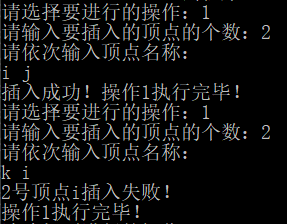 请选择要进行的操作：1
请输入要插入的顶点的个数：2
请依次输入顶点名称：
i j
插入成功！操作1执行完毕！
请选择要进行的操作：1
请输入要插入的顶点的个数：2
请依次输入顶点名称：
k i
2号顶点i插入失败！
操作1执行完毕！